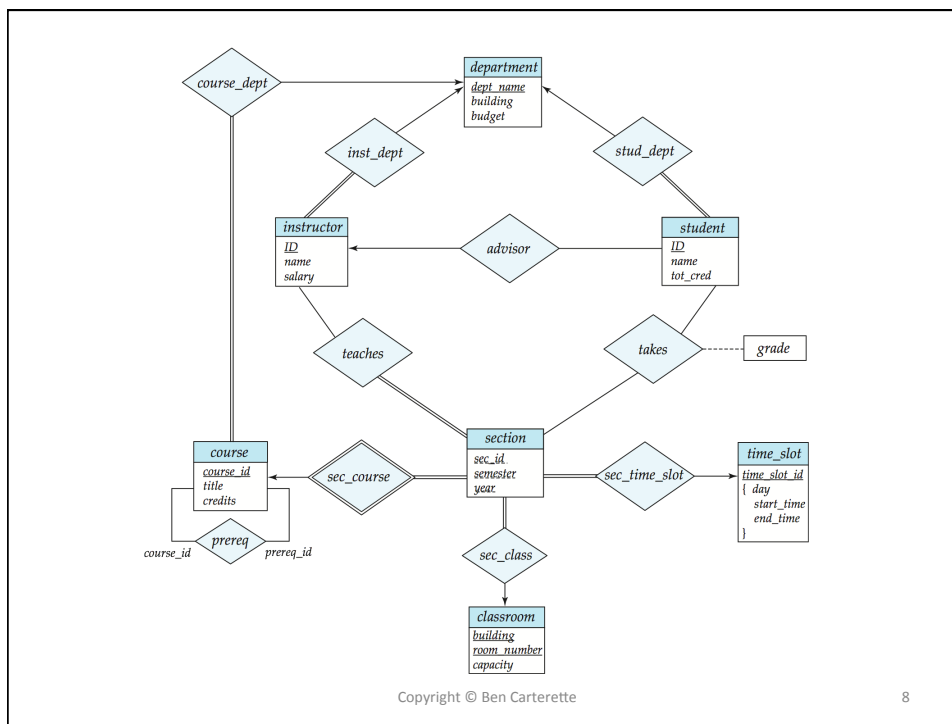 department
dept_name
building
budget
course_dept
inst_dept
stud_dept
instructor
ID
name
salary
advisor
student
ID
name
tot_cred
teaches
takes
grade
course
course_id
title
credits
sec_course
section
sec_id
semester
year
sec_time_slot
time_slot
time_slot_id
{ day
start_time
end_time
}
course_id
prereq
prereq_id
sec_class
classroom
building
room_number
capacity
Copyright © Ben Carterette
8